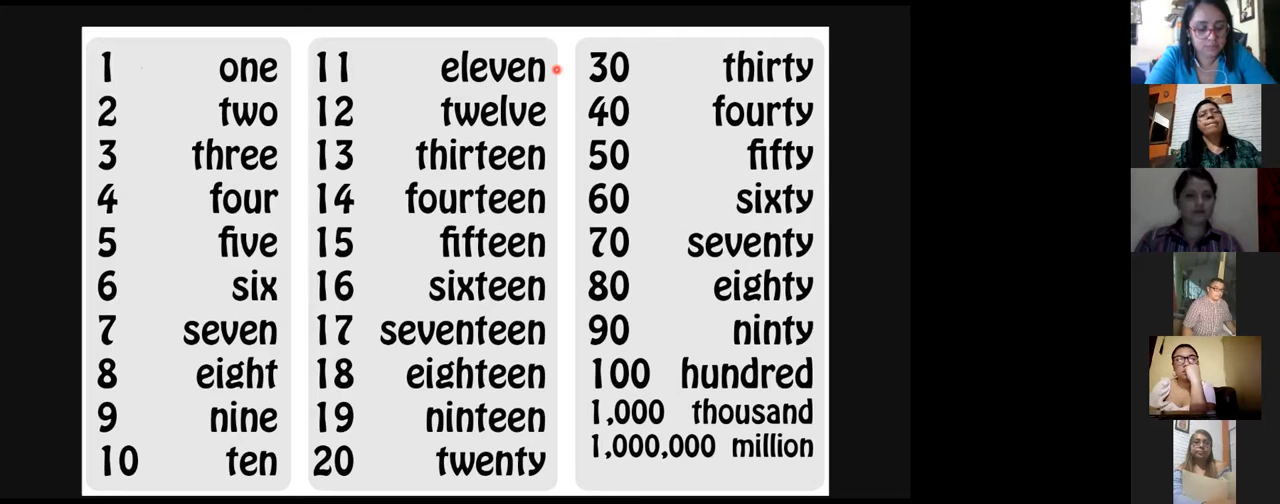 1 one
2 two
3 three
4 four
5 five
6 six
7 seven
8 eight
9 nine
10 ten
11 eleven
12 twelve
13 thirteen
14 fourteen
15 fifteen
16 sixteen
17 seventeen
18 eighteen
19 ninteen
20 twenty
30 thirty
40 fourty
50 fifty
60 sixty
70 seventy
80 eighty
90 ninty
100 hundred
1,000 thousand
1,000,000 million